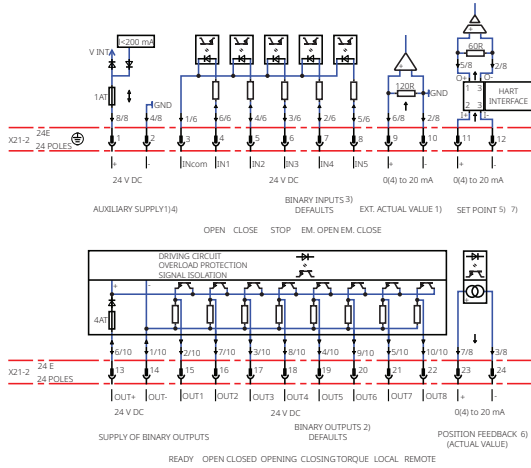 I<200 mA
V INT
60R
5/8 2/8
O+ O-
1AT
120R
GND
1 3
2 3
HART
INTERFACE
I+ I-
GND
8/8 4/8 1/6 6/6 4/6 3/6 2/6 5/6 6/8 2/8
24E
X21-2
24 POLES
1 2 3 4 5 6 7 8 9 10 11 12
+ - INcom IN1 IN2 IN3 IN4 IN5 + - + -
24 V DC 24 V DC 0(4) to 20 mA 0(4) to 20 mA
AUXILIARY SUPPLY1)4) BINARY INPUTS 3) DEFAULTS EXT. ACTUAL VALUE 1) SET POINT 5) 7)
OPEN CLOSE STOP EM. OPEN EM. CLOSE
DRIVING CIRCUIT
OVERLOAD PROTECTION
SIGNAL ISOLATION
+ -
4AT
6/10 1/10 2/10 7/10 3/10 8/10 4/10 9/10 5/10 10/10 7/8 3/8
24 E
X21-2
24 POLES
13 14 15 16 17 18 19 20 21 22 23 24
OUT+ OUT- OUT1 OUT2 OUT3 OUT4 OUT5 OUT6 OUT7 OUT8 + -
24 V DC 24 V DC 0(4) to 20 mA
SUPPLY OF BINARY OUTPUTS BINARY OUTPUTS 2) DEFAULTS POSITION FEEDBACK 6)
(ACTUAL VALUE)
READY OPEN CLOSED OPENING CLOSING TORQUE LOCAL REMOTE